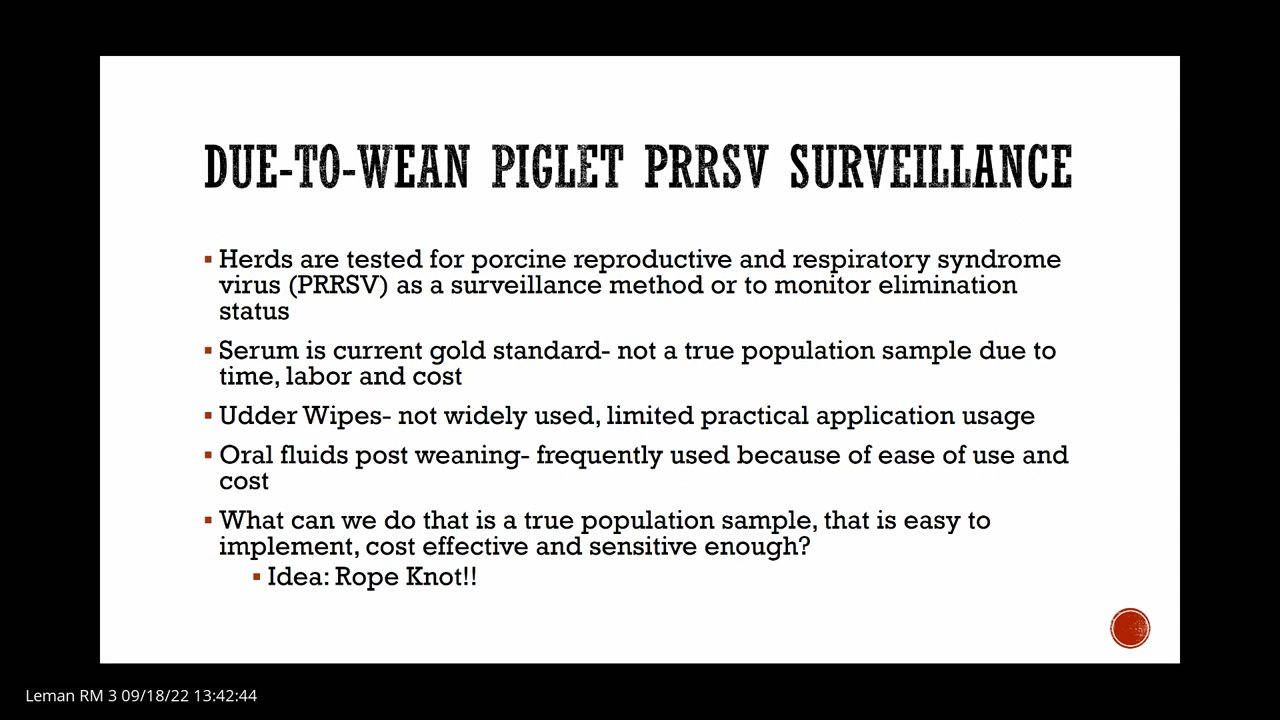 DUE-TO-WEAN PIGLET PRRSV SURVEILLANCE
▪ Herds are tested for porcine reproductive and respiratory syndrome
virus (PRRSV) as a surveillance method or to monitor elimination
status
▪ Serum is current gold standard- not a true population sample due to
time, labor and cost
▪ Udder Wipes- not widely used, limited practical application usage
▪ Oral fluids post weaning- frequently used because of ease of use and
cost
▪ What can we do that is a true population sample, that is easy to
implement, cost effective and sensitive enough?
▪ Idea: Rope Knot!!
Leman RM 3 09/18/22 13:42:44